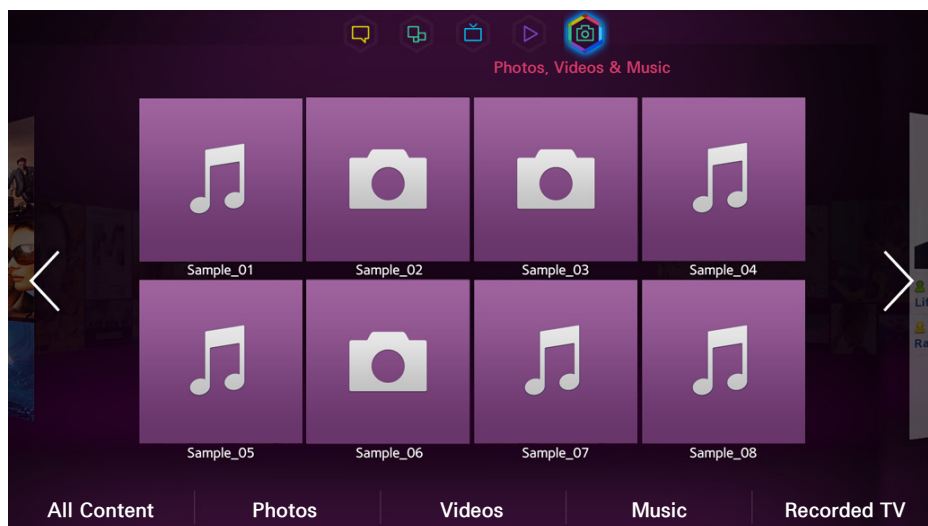 Photos, Videos & Music
Sample_01 Sample_02 Sample_03 Sample_04
Sample_05 Sample_06 Sample_07 Sample_08
All Content Photos Videos Music Recorded TV